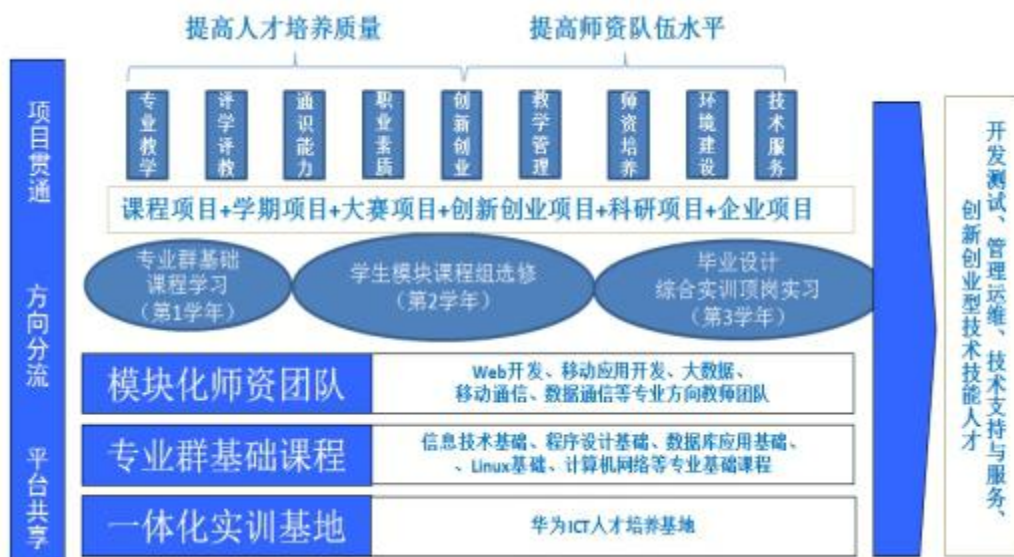 提高人才培养质量
提高师资队伍水平
项目贯通
方向分流
平台共享
专业教学
评学评教
通识能力
职业素质
创新创业
教学管理
师资培养
环境建设
技术服务
课程项目+学期项目+大赛项目+创新创业项目+科研项目+企业项目
专业群基础
课程学习
（第1学年）
学生模块课程组选修
（第2学年）
毕业设计
综合实训顶岗实习
（第3学年）
模块化师资团队
Web开发、移动应用开发、大数据、
移动通信、数据通信等专业方向教师团队
专业群基础课程
信息技术基础、程序设计基础、数据库应用基础、
、Linux基础、计算机网络等专业基础课程
一体化实训基地
华为ICT人才培养基地
开发测试、管理运维、技术支持与服务、
创新创业型技术技能人才